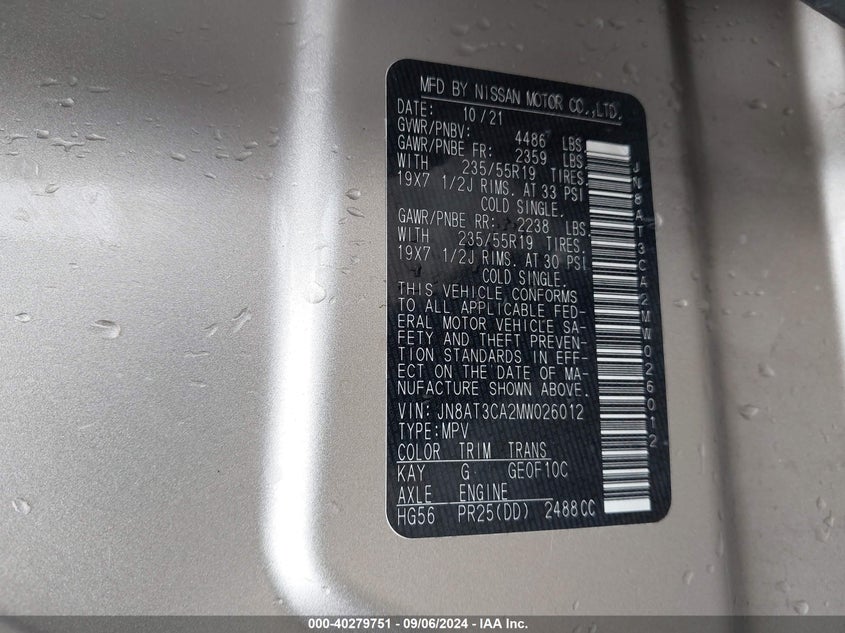 MFD BY NISSAN MOTOR CO.,LTD.
DATE: 10/21
GVWR/PNBV: 4486 LBS.
GAWR/PNBE FR: 2359 LBS.
WITH 235/55R19 TIRES.
19X7 1/2J RIMS. AT 33 PSI
COLD SINGLE.
GAWR/PNBE RR: 2238 LBS.
WITH 235/55R19 TIRES.
19X7 1/2J RIMS. AT 30 PSI
COLD SINGLE.
THIS VEHICLE CONFORMS
TO ALL APPLICABLE FED-
ERAL MOTOR VEHICLE SA-
FETY AND THEFT PREVEN-
TION STANDARDS IN EFF-
ECT ON THE DATE OF MA-
NUFACTURE SHOWN ABOVE.
VIN: JN8AT3CA2MW026012
TYPE:MPV
COLOR TRIM TRANS
KAY G GE0F10C
AXLE ENGINE
HG56 PR25(DD) 2488CC
JN8AT3CA2MW026012
000-40279751 - 09/06/2024 - IAA Inc.